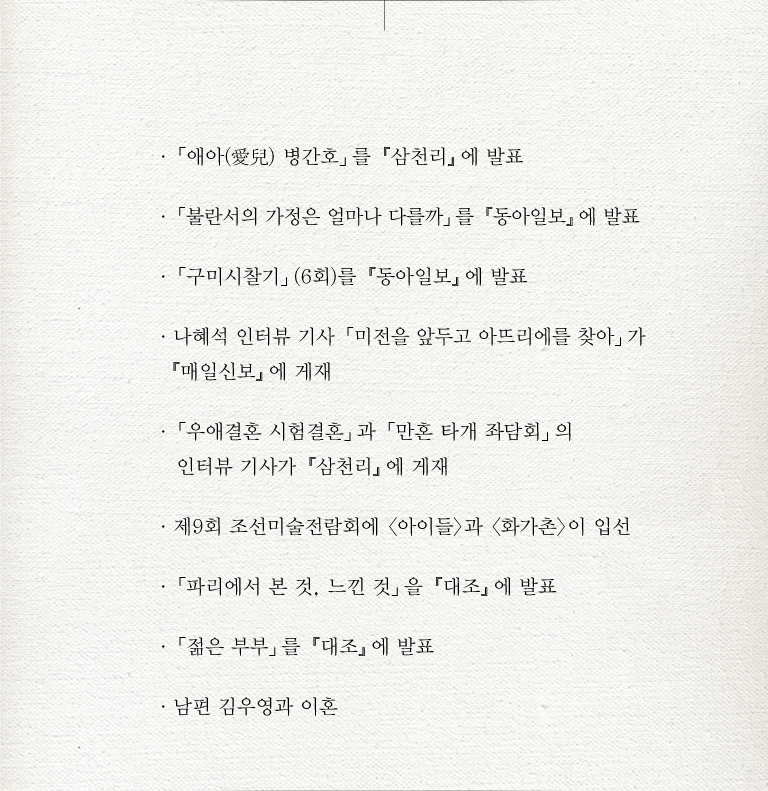 · 「애아(愛兒) 병간호」를 『삼천리』에 발표
· 「불란서의 가정은 얼마나 다를까」를 『동아일보』에 발표
· 「구미시찰기」(6회)를 『동아일보』에 발표
· 나혜석 인터뷰 기사 「미전을 앞두고 아뜨리에를 찾아」가
『매일신보』에 게재
· 「우애결혼 시험결혼」과 「만혼 타개 좌담회」의
인터뷰 기사가 『삼천리』에 게재
· 제9회 조선미술전람회에 〈아이들〉과 〈화가촌〉이 입선
· 「파리에서 본 것, 느낀 것」을 『대조』에 발표
· 「젊은 부부」를 『대조』에 발표
· 남편 김우영과 이혼